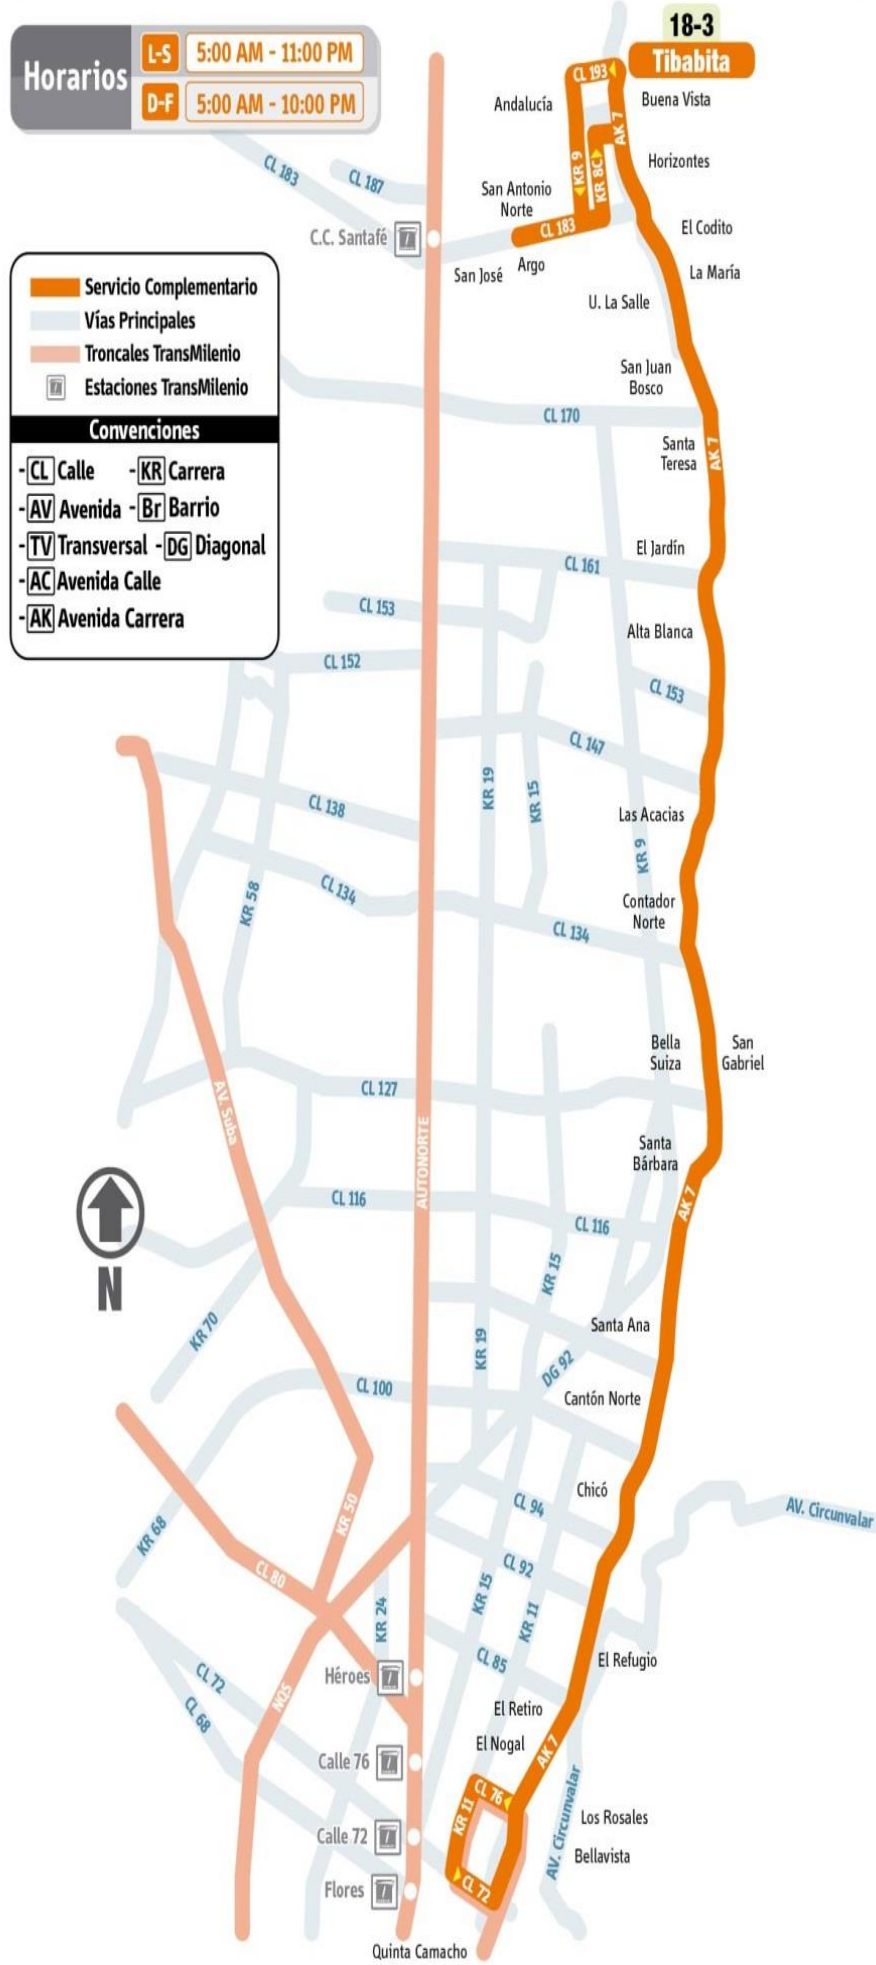 18-3
Tibabita
Horarios
L-S
5:00 AM - 11:00 PM
D-F
5:00 AM - 10:00 PM
CL 193
Buena Vista
Andalucía
AK 7
CL 183
CL 187
KR 9
KR 8C
Horizontes
San Antonio
Norte
C.C. Santafé
CL 183
El Codito
San José
Argo
La María
U. La Salle
Servicio Complementario
Vías Principales
Troncales TransMilenio
Estaciones TransMilenio
Convenciones
- CL Calle - KR Carrera
- AV Avenida - Br Barrio
- TV Transversal - DG Diagonal
- AC Avenida Calle
- AK Avenida Carrera
San Juan
Bosco
CL 170
Santa
Teresa
AK 7
El Jardín
CL 161
CL 153
Alta Blanca
CL 152
CL 153
CL 147
KR 19
KR 15
CL 138
Las Acacias
KR 9
CL 134
KR 58
Contador
Norte
CL 134
Bella
Suiza
San
Gabriel
CL 127
AV. Suba
AUTONORTE
Santa
Bárbara
AK 7
CL 116
CL 116
N
KR 15
KR 70
Santa Ana
KR 19
DG 92
CL 100
Cantón Norte
Chicó
CL 94
AV. Circunvalar
KR 50
KR 68
CL 80
CL 92
KR 15
KR 11
KR 24
CL 85
El Refugio
CL 72
Héroes
NQS
CL 68
El Retiro
El Nogal
AK 7
Calle 76
CL 76
KR 11
Los Rosales
AV. Circunvalar
Calle 72
Bellavista
CL 72
Flores
Quinta Camacho